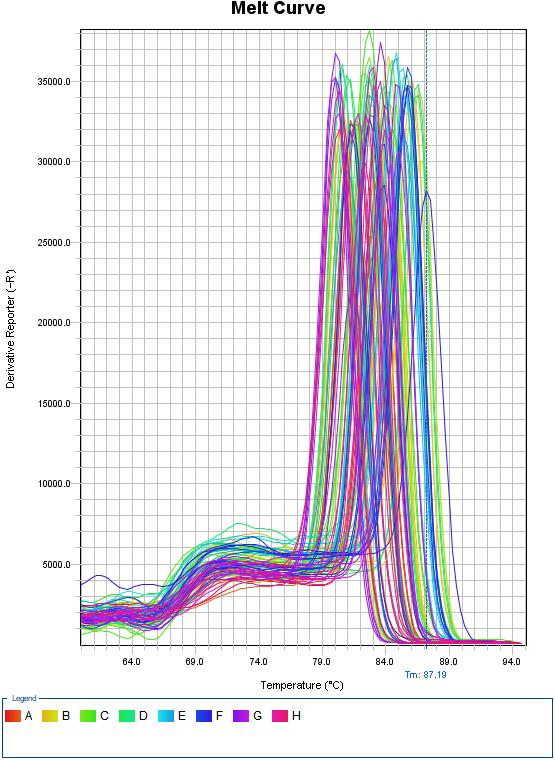 Melt Curve
Derivative Reporter (-R')
35000.0
30000.0
25000.0
20000.0
15000.0
10000.0
5000.0
64.0 69.0 74.0 79.0 84.0 89.0 94.0
Tm: 87.19
Temperature (°C)
Legend
A B C D E F G H